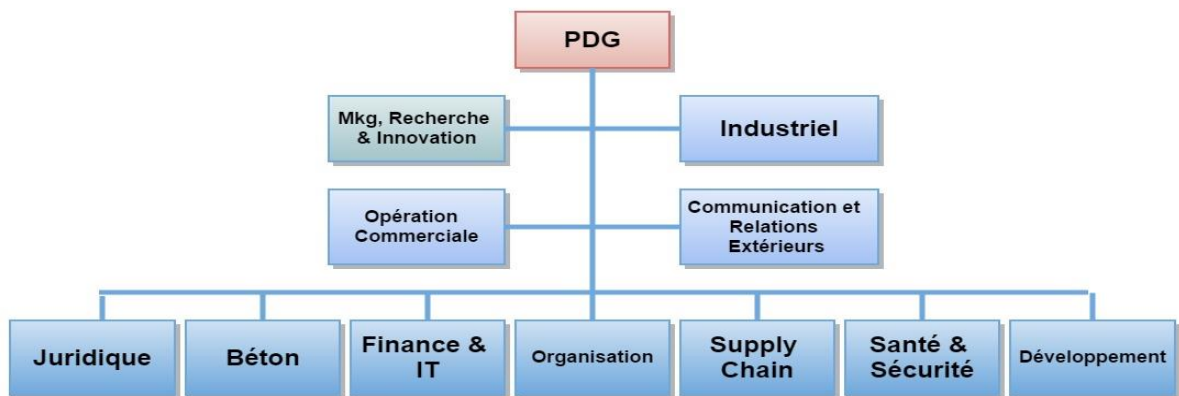 PDG
Mkg, Recherche
& Innovation
Industriel
Opération
Commerciale
Communication et
Relations
Extérieurs
Juridique
Béton
Finance &
IT
Organisation
Supply
Chain
Santé &
Sécurité
Développement